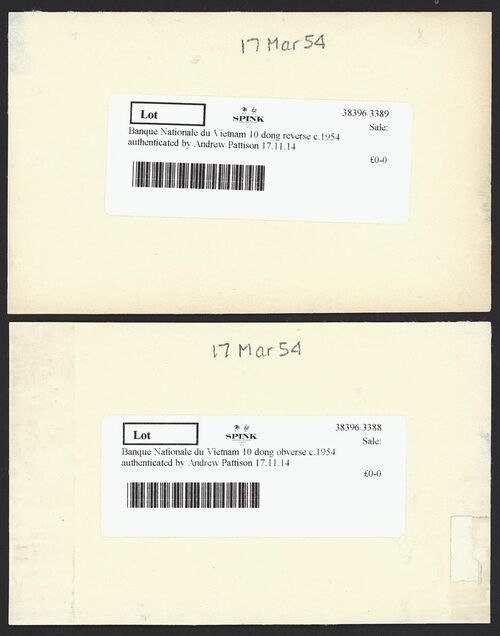 17 Mar 54
Lot
SPINK
38396/3389
Sale:
Banque Nationale du Vietnam 10 dong reverse c.1954
authenticated by Andrew Pattison 17.11.14
£0-0
17 Mar 54
Lot
SPINK
38396/3388
Sale:
Banque Nationale du Vietnam 10 dong obverse c.1954
authenticated by Andrew Pattison 17.11.14
£0-0